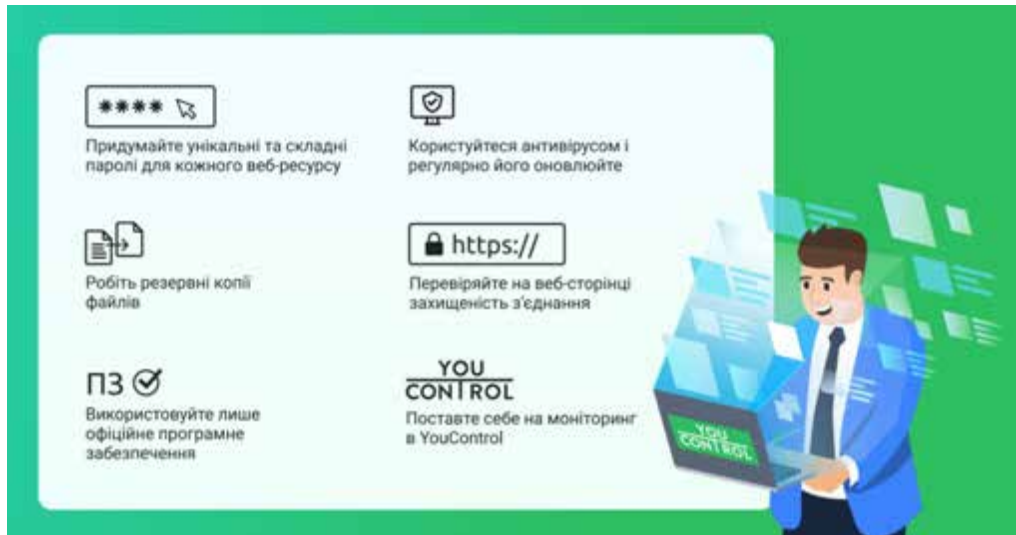 ****
Придумайте унікальні та складні
паролі для кожного веб-ресурсу
Користуйтеся антивірусом і
регулярно його оновлюйте
Робіть резервні копії
файлів
https://
Перевіряйте на веб-сторінці
захищеність з'єднання
ПЗ
Використовуйте лише
офіційне програмне
забезпечення
YOU
CONTROL
Поставте себе на моніторинг
в YouControl
YOU
CONTROL